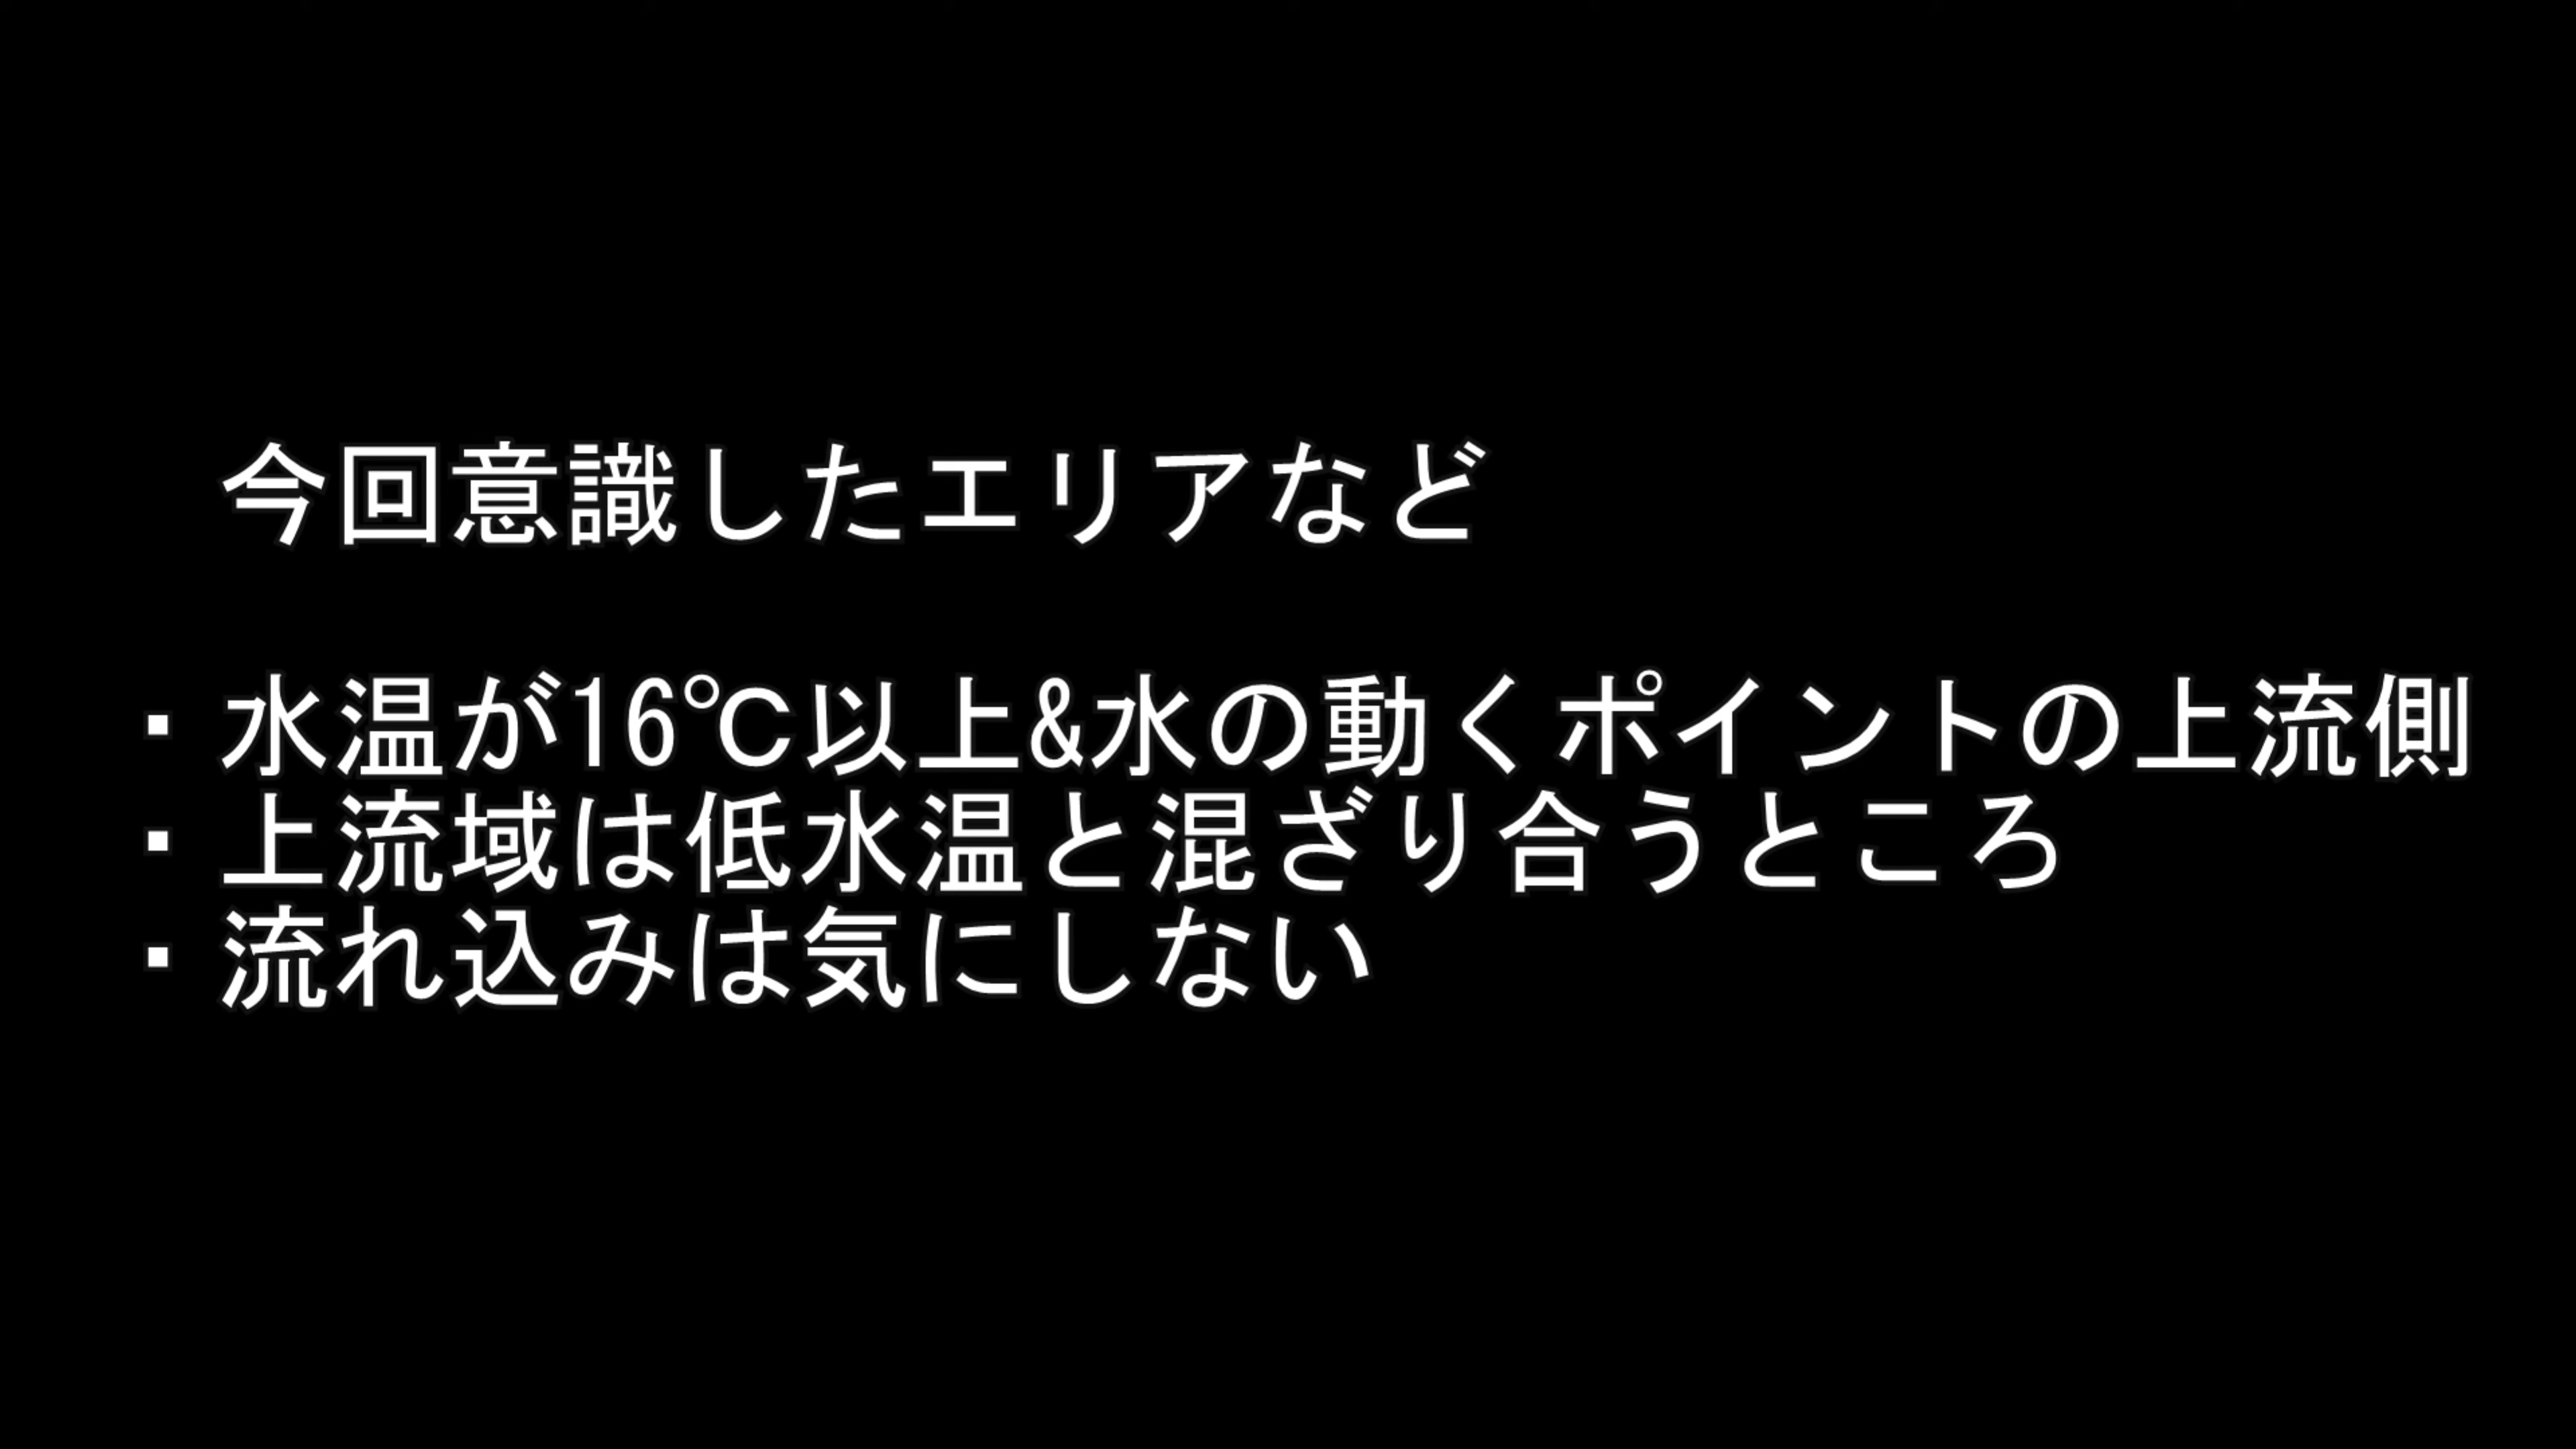 今回意識したエリアなど
・水温が16℃以上&水の動くポイントの上流側
・上流域は低水温と混ざり合うところ
・流れ込みは気にしない